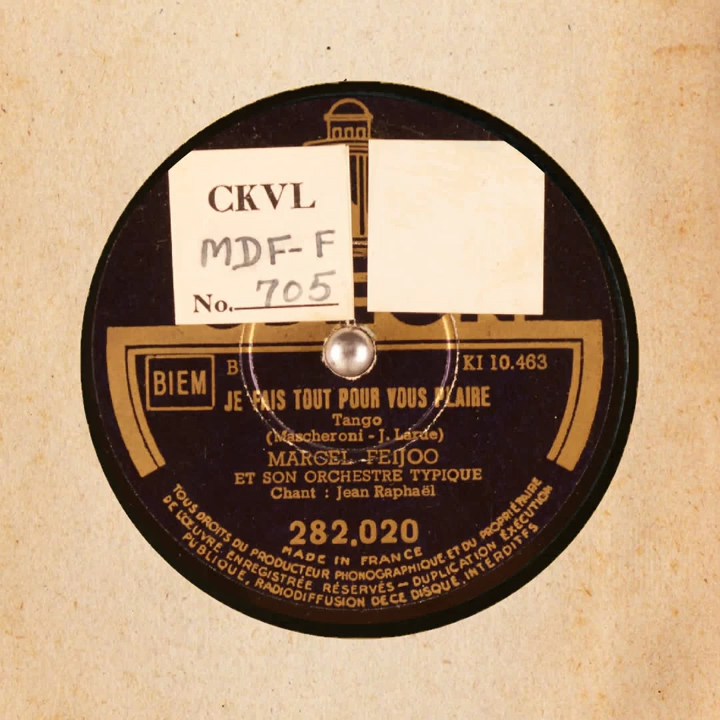 CKVL
MDF-F
No. 705
BIEM
B
KI 10.463
JE FAIS TOUT POUR VOUS PLAIRE
Tango
(Mascheroni - J. Larue)
MARCEL FEIJOO
ET SON ORCHESTRE TYPIQUE
Chant : Jean Raphaël
282.020
MADE IN FRANCE
TOUS DROITS DU PRODUCTEUR PHONOGRAPHIQUE ET DU PROPRIÉTAIRE
DE L'ŒUVRE ENREGISTRÉE RÉSERVÉS — DUPLICATION EXÉCUTION
PUBLIQUE, RADIODIFFUSION DE CE DISQUE INTERDITS